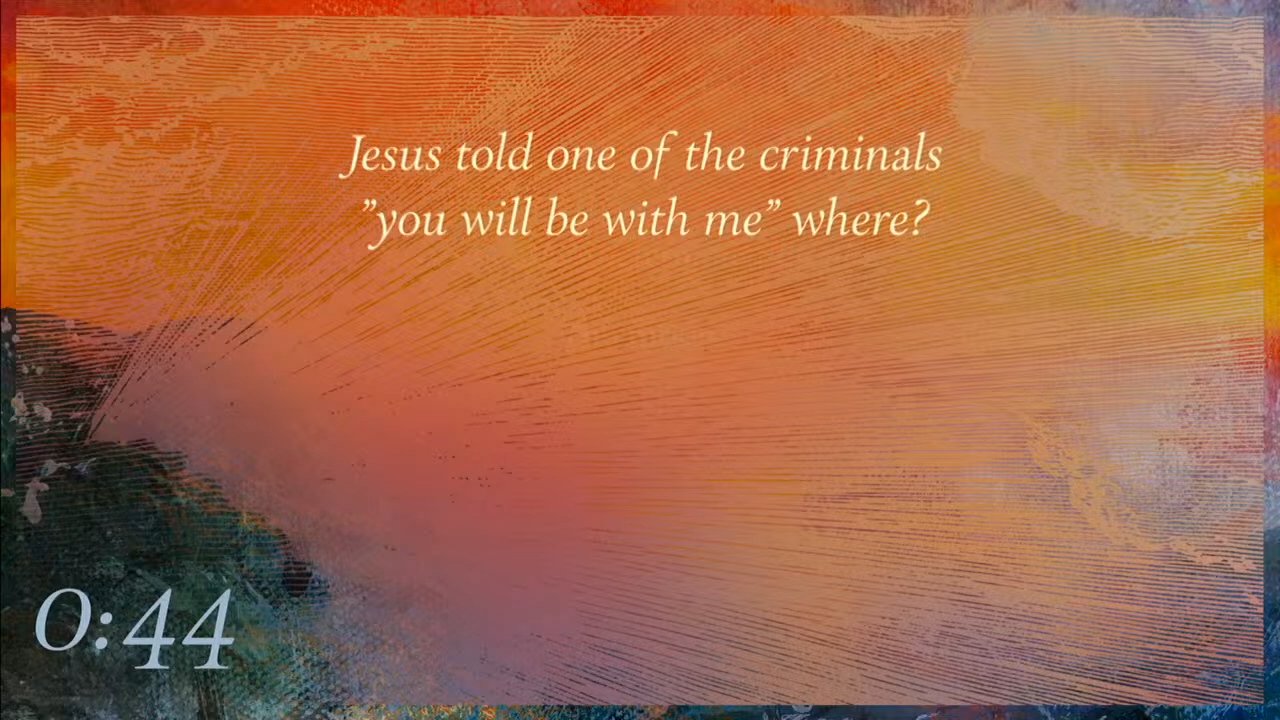 Jesus told one of the criminals
”you will be with me” where?
0:44